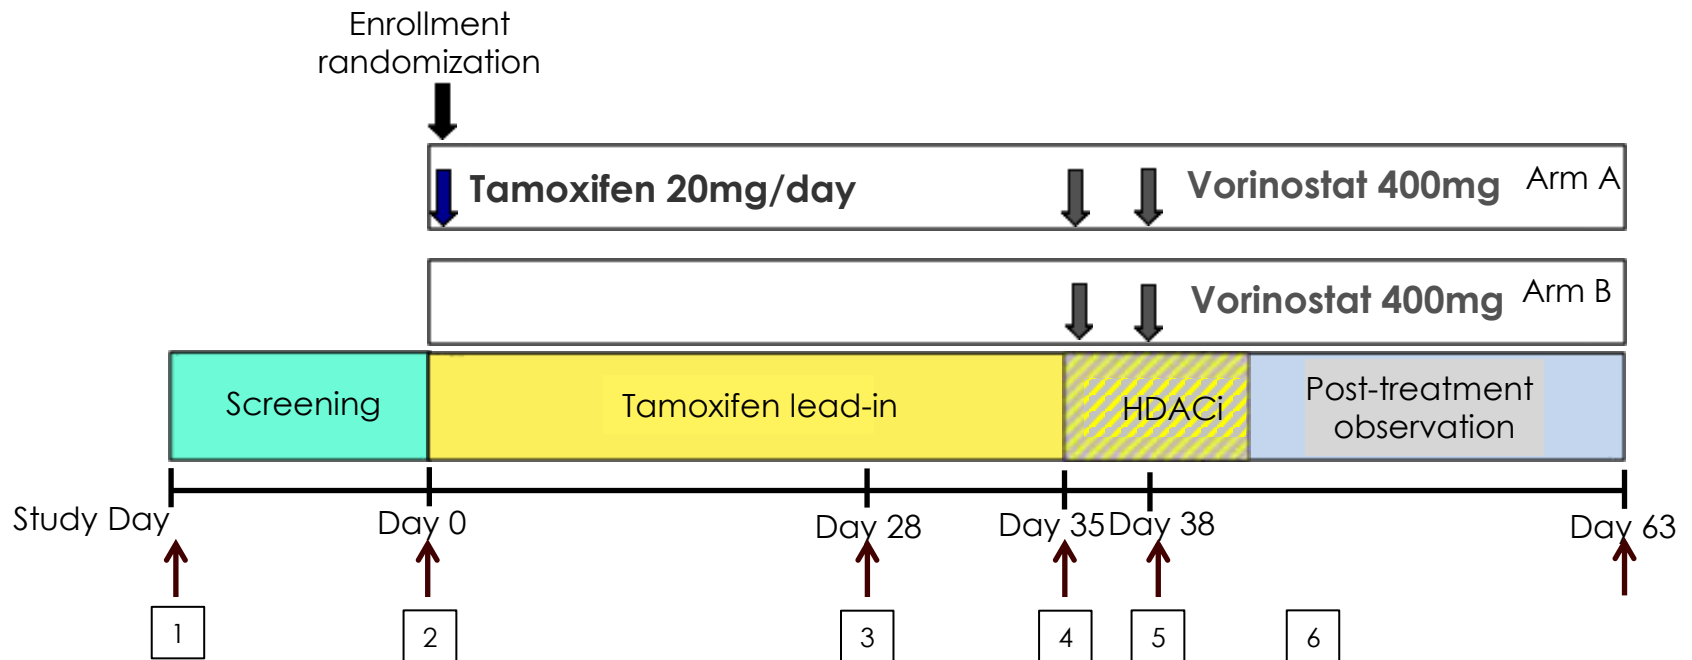 Enrollment
randomization
Tamoxifen 20mg/day
Vorinostat 400mg
Arm A
Vorinostat 400mg
Arm B
Screening
Tamoxifen lead-in
HDACi
Post-treatment
observation
Study Day
Day 0
Day 28
Day 35
Day 38
Day 63
1
2
3
4
5
6